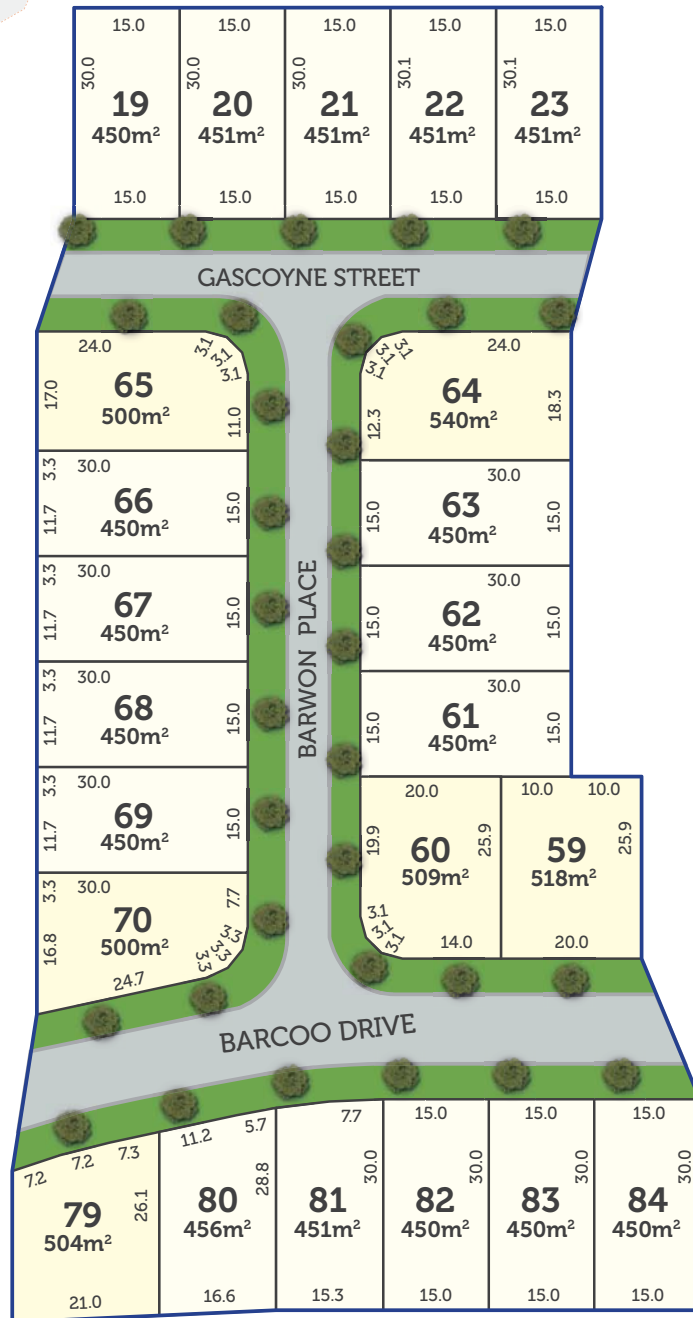 15.0 15.0 15.0 15.0 15.0
30.0 30.0 30.0 30.1 30.1
19 20 21 22 23
450m² 451m² 451m² 451m² 451m²
15.0 15.0 15.0 15.0 15.0
GASCOYNE STREET
24.0 3.1 3.1 3.1
17.0 65 11.0
500m²
3.1 3.1 3.1 24.0
12.3 64 18.3
540m²
3.3 30.0
11.7 66 15.0
450m²
30.0
15.0 63 15.0
450m²
3.3 30.0
11.7 67 15.0
450m²
30.0
15.0 62 15.0
450m²
3.3 30.0
11.7 68 15.0
450m²
30.0
15.0 61 15.0
450m²
BARWON PLACE
3.3 30.0
11.7 69 15.0
450m²
20.0
19.9 60 25.9
509m²
3.1 3.1 3.1 14.0
10.0 10.0
59 25.9
518m²
20.0
3.3 30.0 7.7
16.8 70
500m²
24.7 3.3 3.3 3.3
BARCOO DRIVE
7.2 7.2 7.3
79 26.1
504m²
21.0
11.2 5.7
80 28.8
456m²
16.6
7.7
81 30.0
451m²
15.3
15.0
82 30.0
450m²
15.0
15.0
83 30.0
450m²
15.0
15.0
84 30.0
450m²
15.0